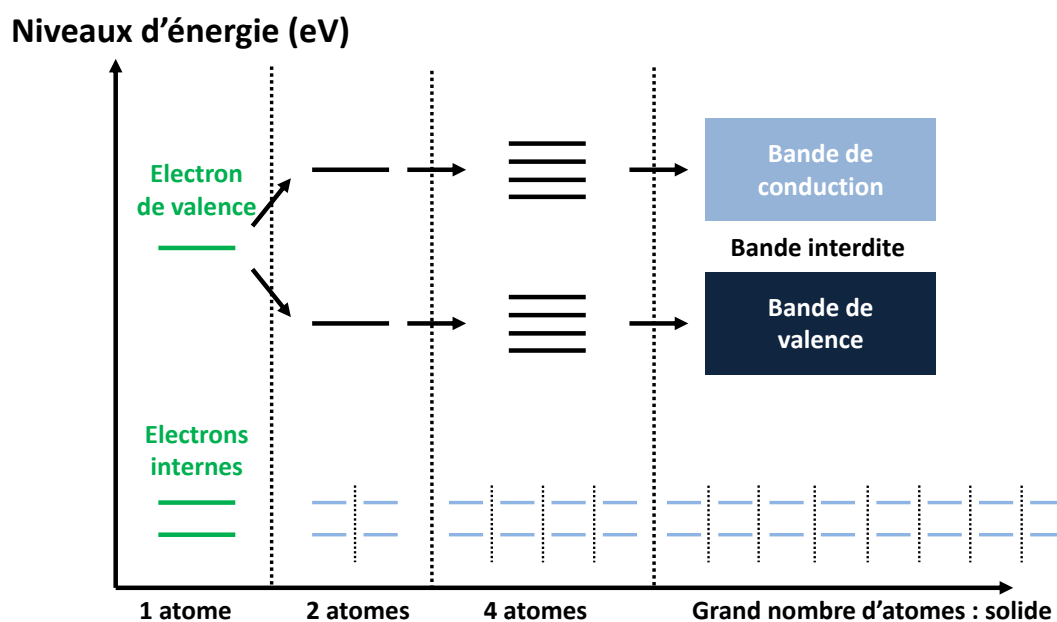 Niveaux d'énergie (eV)
Electron
de valence
Bande de
conduction
Bande interdite
Bande de
valence
Electrons
internes
1 atome
2 atomes
4 atomes
Grand nombre d'atomes : solide